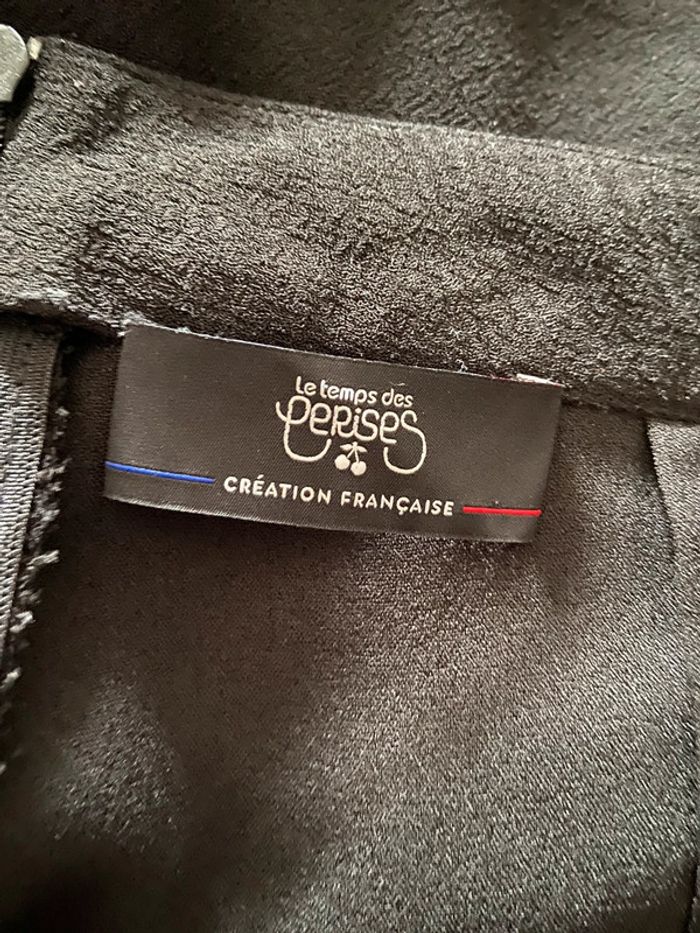 Le temps des
CERISES
CRÉATION FRANÇAISE